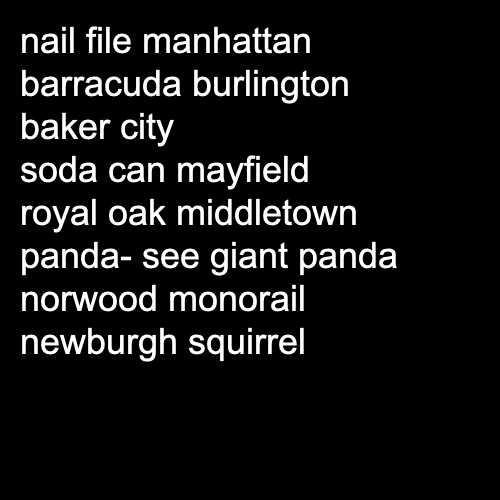 nail file manhattan
barracuda burlington
baker city
soda can mayfield
royal oak middletown
panda- see giant panda
norwood monorail
newburgh squirrel